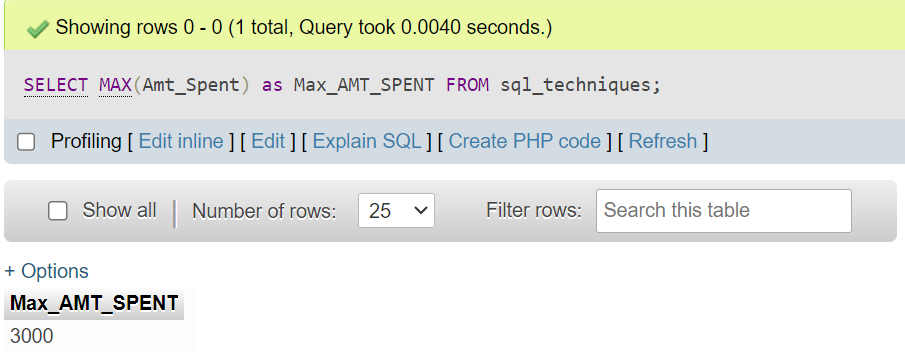 Showing rows 0 - 0 (1 total, Query took 0.0040 seconds.)
SELECT MAX(Amt_Spent) as Max_AMT_SPENT FROM sql_techniques;
Profiling [ Edit inline ] [ Edit ] [ Explain SQL ] [ Create PHP code ] [ Refresh ]
Show all | Number of rows: 25 Filter rows: Search this table
+ Options
Max_AMT_SPENT
3000